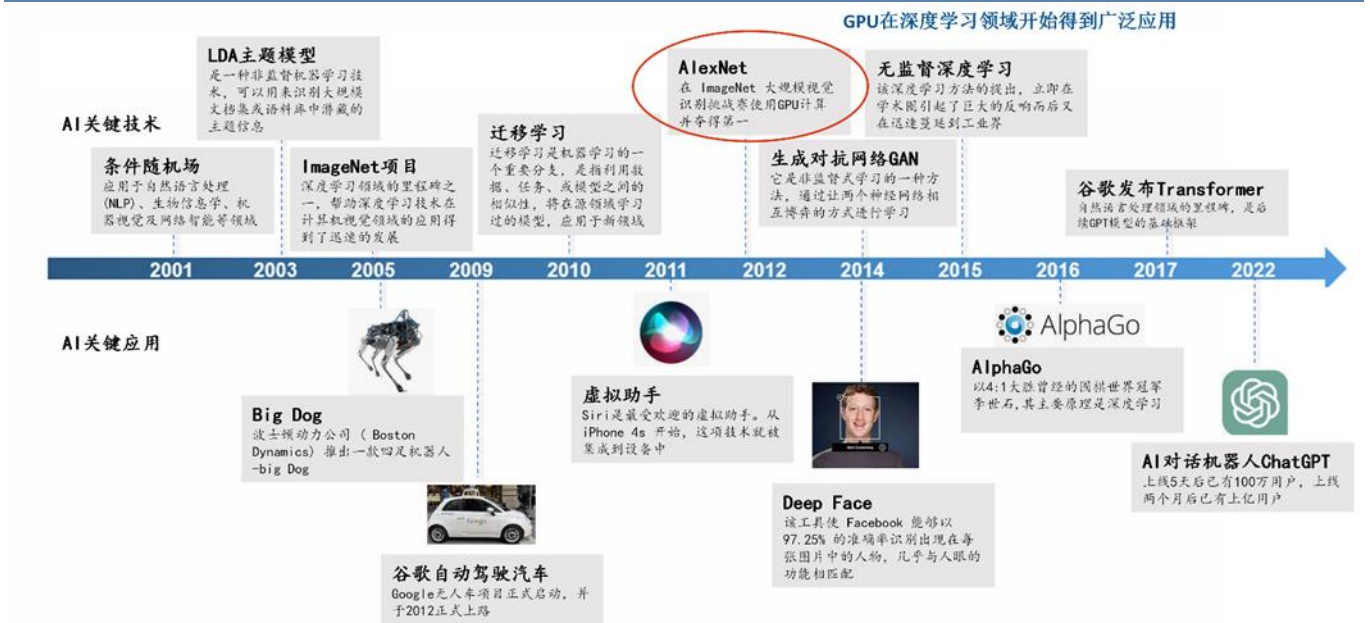 GPU在深度学习领域开始得到广泛应用
LDA主题模型
是一种非监督机器学习技
术，可以用来识别大规模
文档集或语料库中潜藏的
主题信息
AlexNet
在 ImageNet 大规模视觉
识别挑战赛使用GPU计算
并夺得第一
无监督深度学习
该深度学习方法的提出，立即在
学术圈引起了巨大的反响而后又
在迅速蔓延到工业界
AI关键技术
条件随机场
应用于自然语言处理
(NLP)、生物信息学、机
器视觉及网络智能等领域
ImageNet项目
深度学习领域的里程碑之
一，帮助深度学习技术在
计算机视觉领域的应用得
到了迅速的发展
迁移学习
迁移学习是机器学习的一
个重要分支，是指利用数
据、任务、或模型之间的
相似性，将在源领域学习
过的模型，应用于新领域
生成对抗网络GAN
它是非监督式学习的一种方
法，通过让两个神经网络相
互博弈的方式进行学习
谷歌发布Transformer
自然语言处理领域的里程碑，是后
续GPT模型的基础框架
2001 2003 2005 2009 2010 2011 2012 2014 2015 2016 2017 2022
AI关键应用
Big Dog
波士顿动力公司（ Boston
Dynamics）推出一款四足机器人
-big Dog
Google
谷歌自动驾驶汽车
Google无人车项目正式启动，并
于2012正式上路
虚拟助手
Siri是最受欢迎的虚拟助手。从
iPhone 4s 开始，这项技术就被
集成到设备中
Deep Face
该工具使 Facebook 能够以
97.25% 的准确率识别出现在每
张图片中的人物，几乎与人眼的
功能相匹配
AlphaGo
AlphaGo
以4:1大胜曾经的围棋世界冠军
李世石,其主要原理是深度学习
AI对话机器人ChatGPT
上线5天后已有100万用户，上线
两个月后已有上亿用户